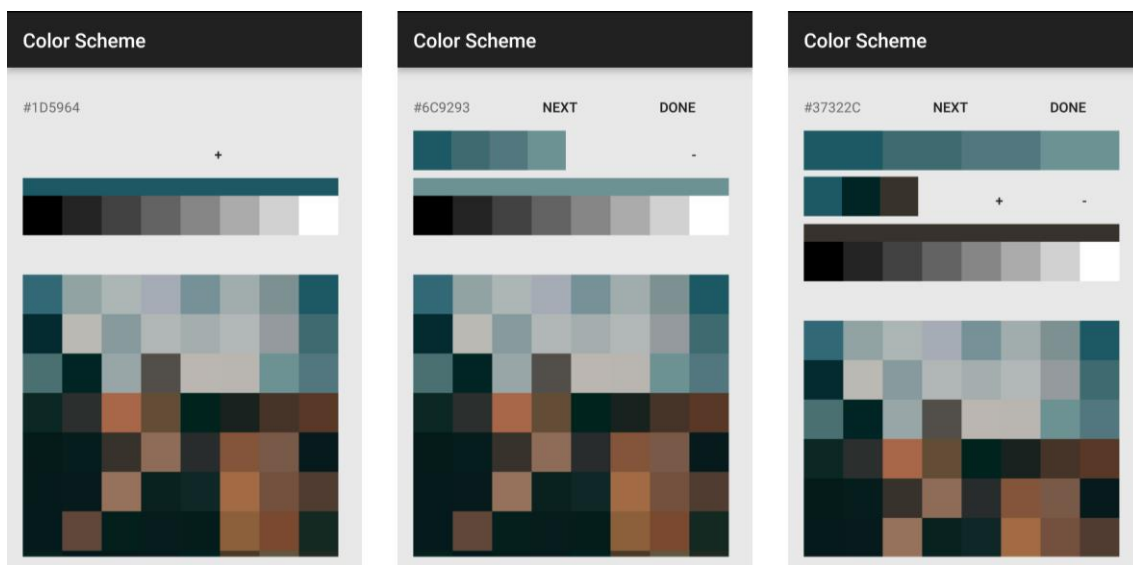 Color Scheme
#1D5964
+
Color Scheme
#6C9293 NEXT DONE
-
Color Scheme
#37322C NEXT DONE
+ -